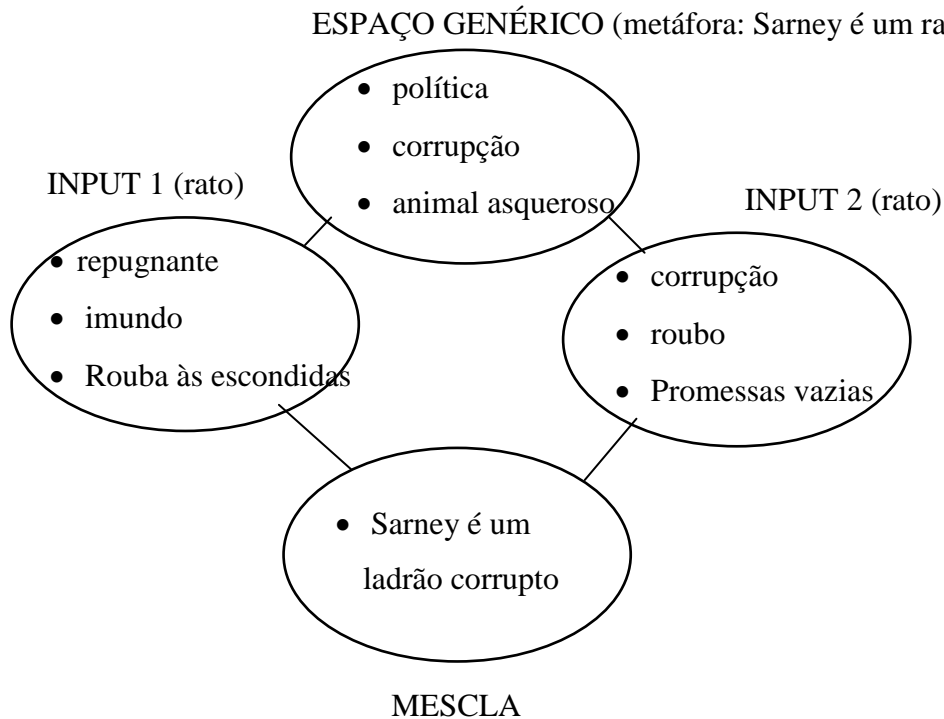 ESPAÇO GENÉRICO (metáfora: Sarney é um ra
• política
• corrupção
• animal asqueroso
INPUT 1 (rato)
• repugnante
• imundo
• Rouba às escondidas
INPUT 2 (rato)
• corrupção
• roubo
• Promessas vazias
• Sarney é um
ladrão corrupto
MESCLA